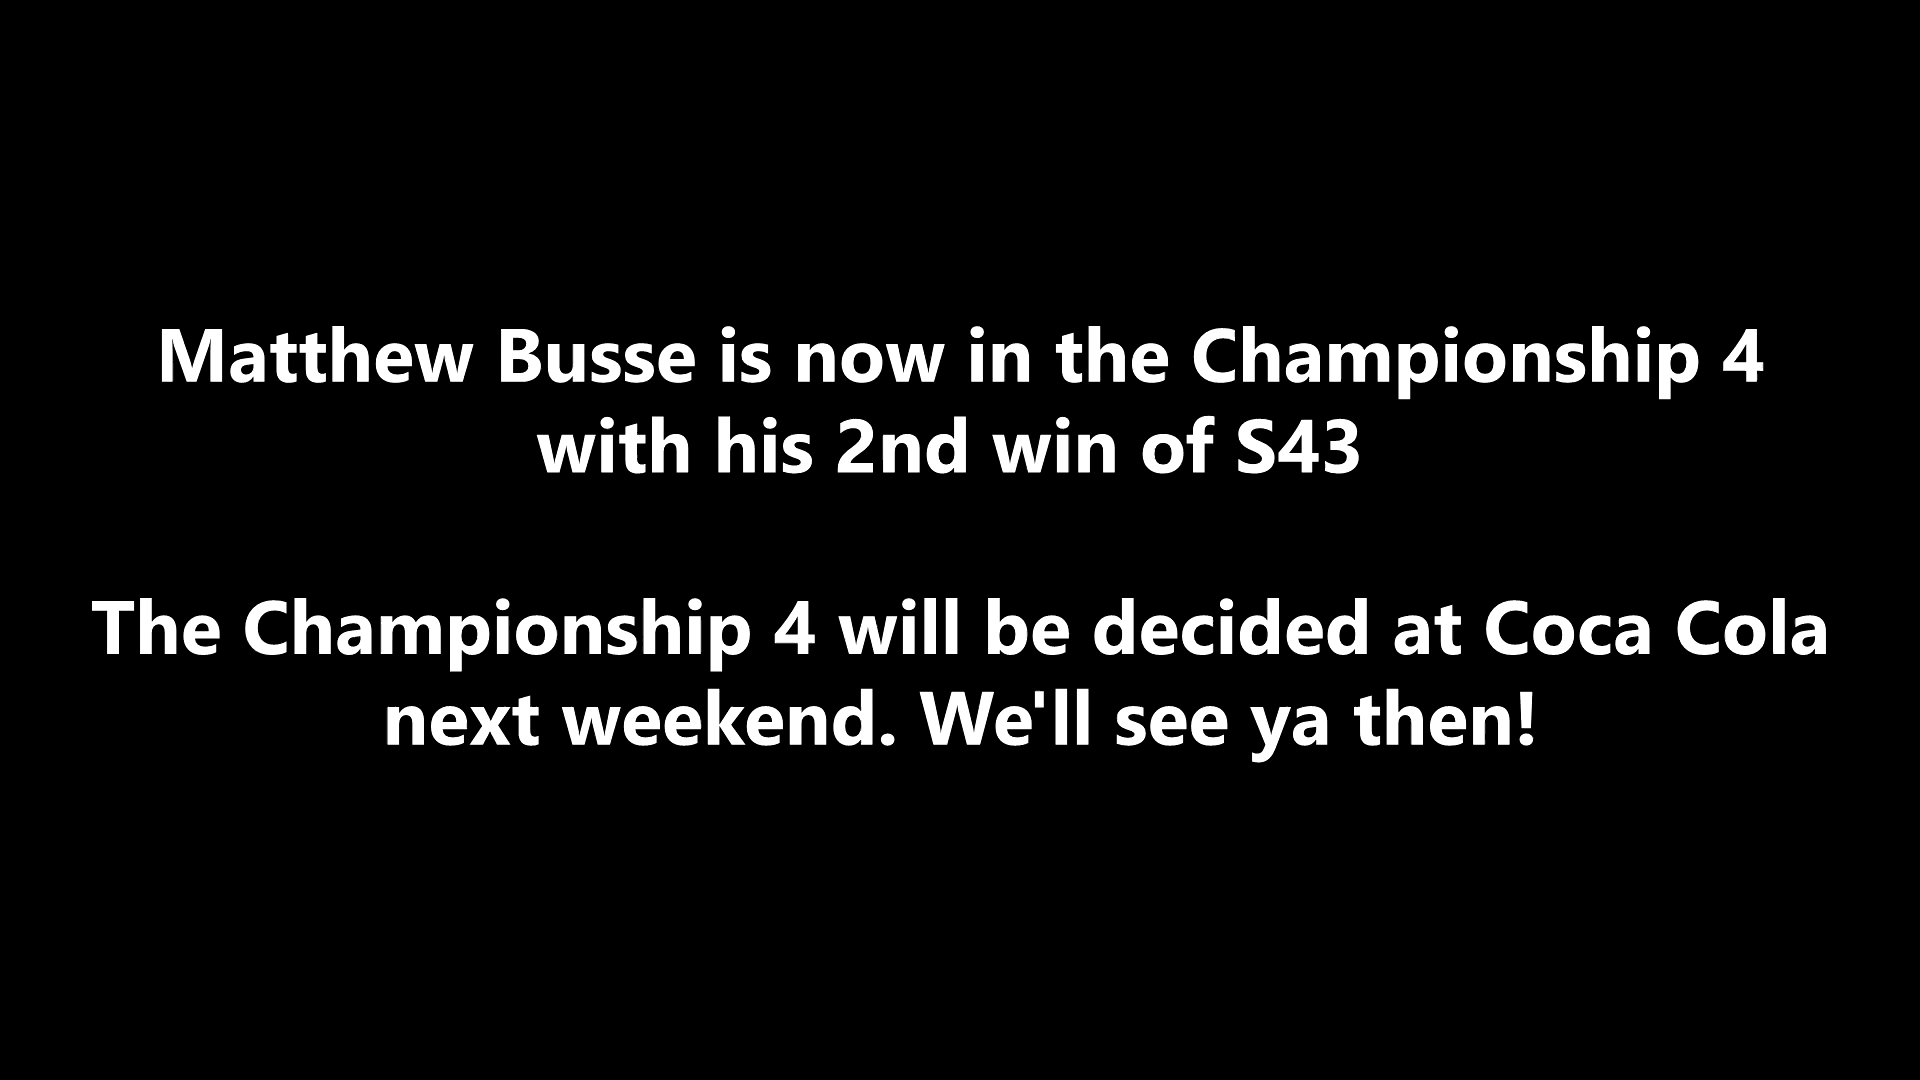 Matthew Busse is now in the Championship 4
with his 2nd win of S43
The Championship 4 will be decided at Coca Cola
next weekend. We'll see ya then!